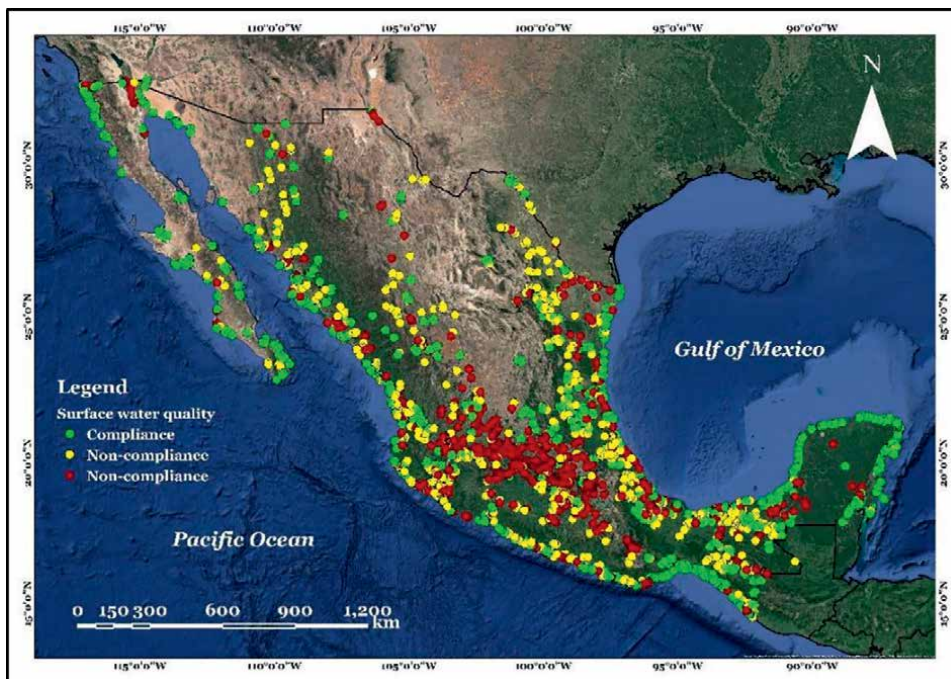 115°0'0"W 110°0'0"W 105°0'0"W 100°0'0"W 95°0'0"W 90°0'0"W
N
30°0'0"N
30°0'0"N
25°0'0"N
25°0'0"N
Gulf of Mexico
Legend
Surface water quality
Compliance
Non-compliance
Non-compliance
20°0'0"N
20°0'0"N
Pacific Ocean
15°0'0"N
15°0'0"N
0 150 300 600 900 1,200
km
115°0'0"W 110°0'0"W 105°0'0"W 100°0'0"W 95°0'0"W 90°0'0"W